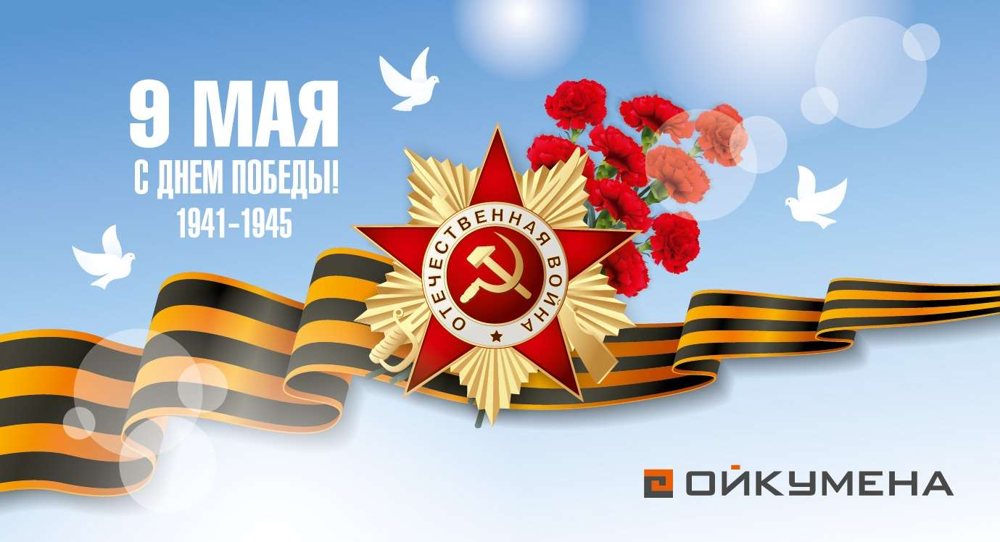 9 МАЯ
С ДНЕМ ПОБЕДЫ!
1941-1945
ОТЕЧЕСТВЕННАЯ ВОЙНА
ОЙКУМЕНА